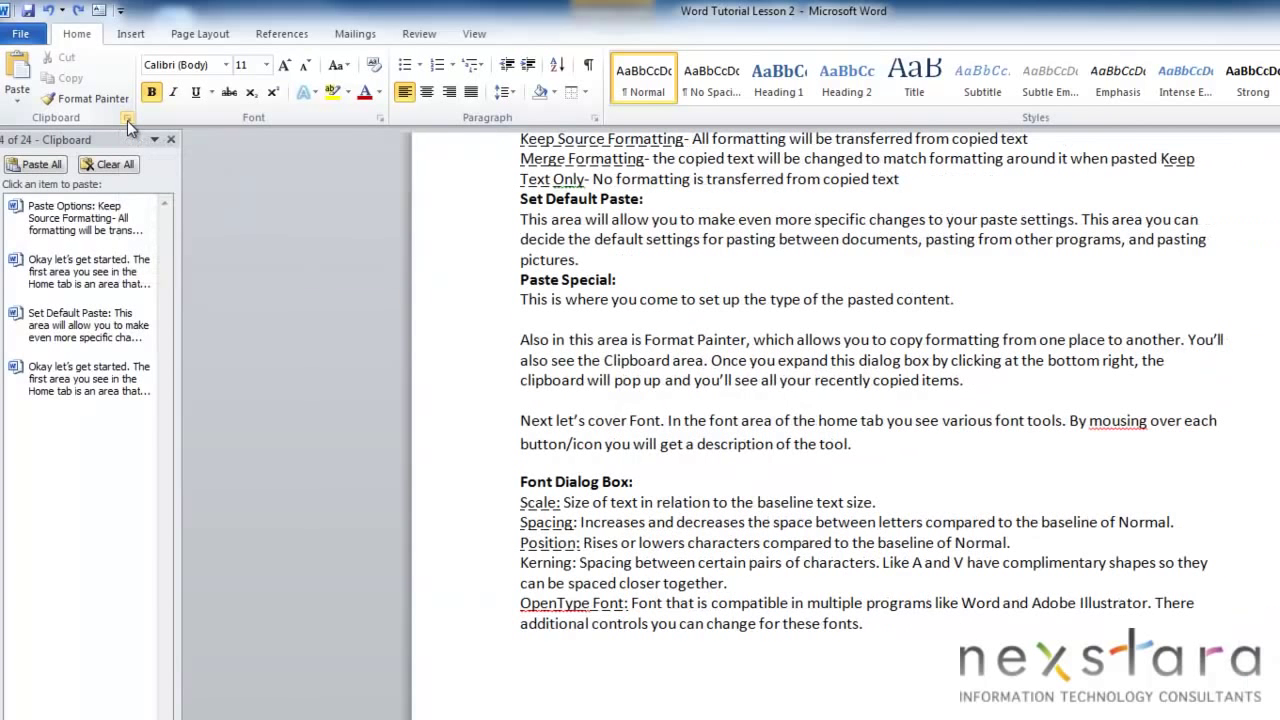 Word Tutorial Lesson 2 - Microsoft Word
File Home Insert Page Layout References Mailings Review View
Cut
Copy
Paste
Format Painter
Clipboard
Calibri (Body) 11
Font
Paragraph
AaBbCcDc AaBbCcDc AaBbC AaBbCc AaB AaBbCcL AaBbCcDa AaBbCcDt AaBbCcDt AaBbCcDc
¶ Normal ¶ No Spaci... Heading 1 Heading 2 Title Subtitle Subtle Em... Emphasis Intense E... Strong
Styles
4 of 24 - Clipboard
Paste All Clear All
Click an item to paste:
Paste Options: Keep
Source Formatting- All
formatting will be trans...
Okay let's get started. The
first area you see in the
Home tab is an area that...
Set Default Paste: This
area will allow you to make
even more specific cha...
Okay let's get started. The
first area you see in the
Home tab is an area that...
Keep Source Formatting- All formatting will be transferred from copied text
Merge Formatting- the copied text will be changed to match formatting around it when pasted Keep
Text Only- No formatting is transferred from copied text
Set Default Paste:
This area will allow you to make even more specific changes to your paste settings. This area you can
decide the default settings for pasting between documents, pasting from other programs, and pasting
pictures.
Paste Special:
This is where you come to set up the type of the pasted content.
Also in this area is Format Painter, which allows you to copy formatting from one place to another. You'll
also see the Clipboard area. Once you expand this dialog box by clicking at the bottom right, the
clipboard will pop up and you'll see all your recently copied items.
Next let's cover Font. In the font area of the home tab you see various font tools. By mousing over each
button/icon you will get a description of the tool.
Font Dialog Box:
Scale: Size of text in relation to the baseline text size.
Spacing: Increases and decreases the space between letters compared to the baseline of Normal.
Position: Rises or lowers characters compared to the baseline of Normal.
Kerning: Spacing between certain pairs of characters. Like A and V have complimentary shapes so they
can be spaced closer together.
OpenType Font: Font that is compatible in multiple programs like Word and Adobe Illustrator. There
additional controls you can change for these fonts.
nexstara
INFORMATION TECHNOLOGY CONSULTANTS